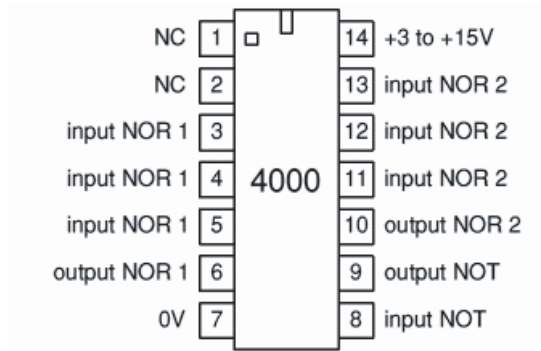 NC 1 14 +3 to +15V
NC 2 13 input NOR 2
input NOR 1 3 12 input NOR 2
input NOR 1 4 4000 11 input NOR 2
input NOR 1 5 10 output NOR 2
output NOR 1 6 9 output NOT
0V 7 8 input NOT